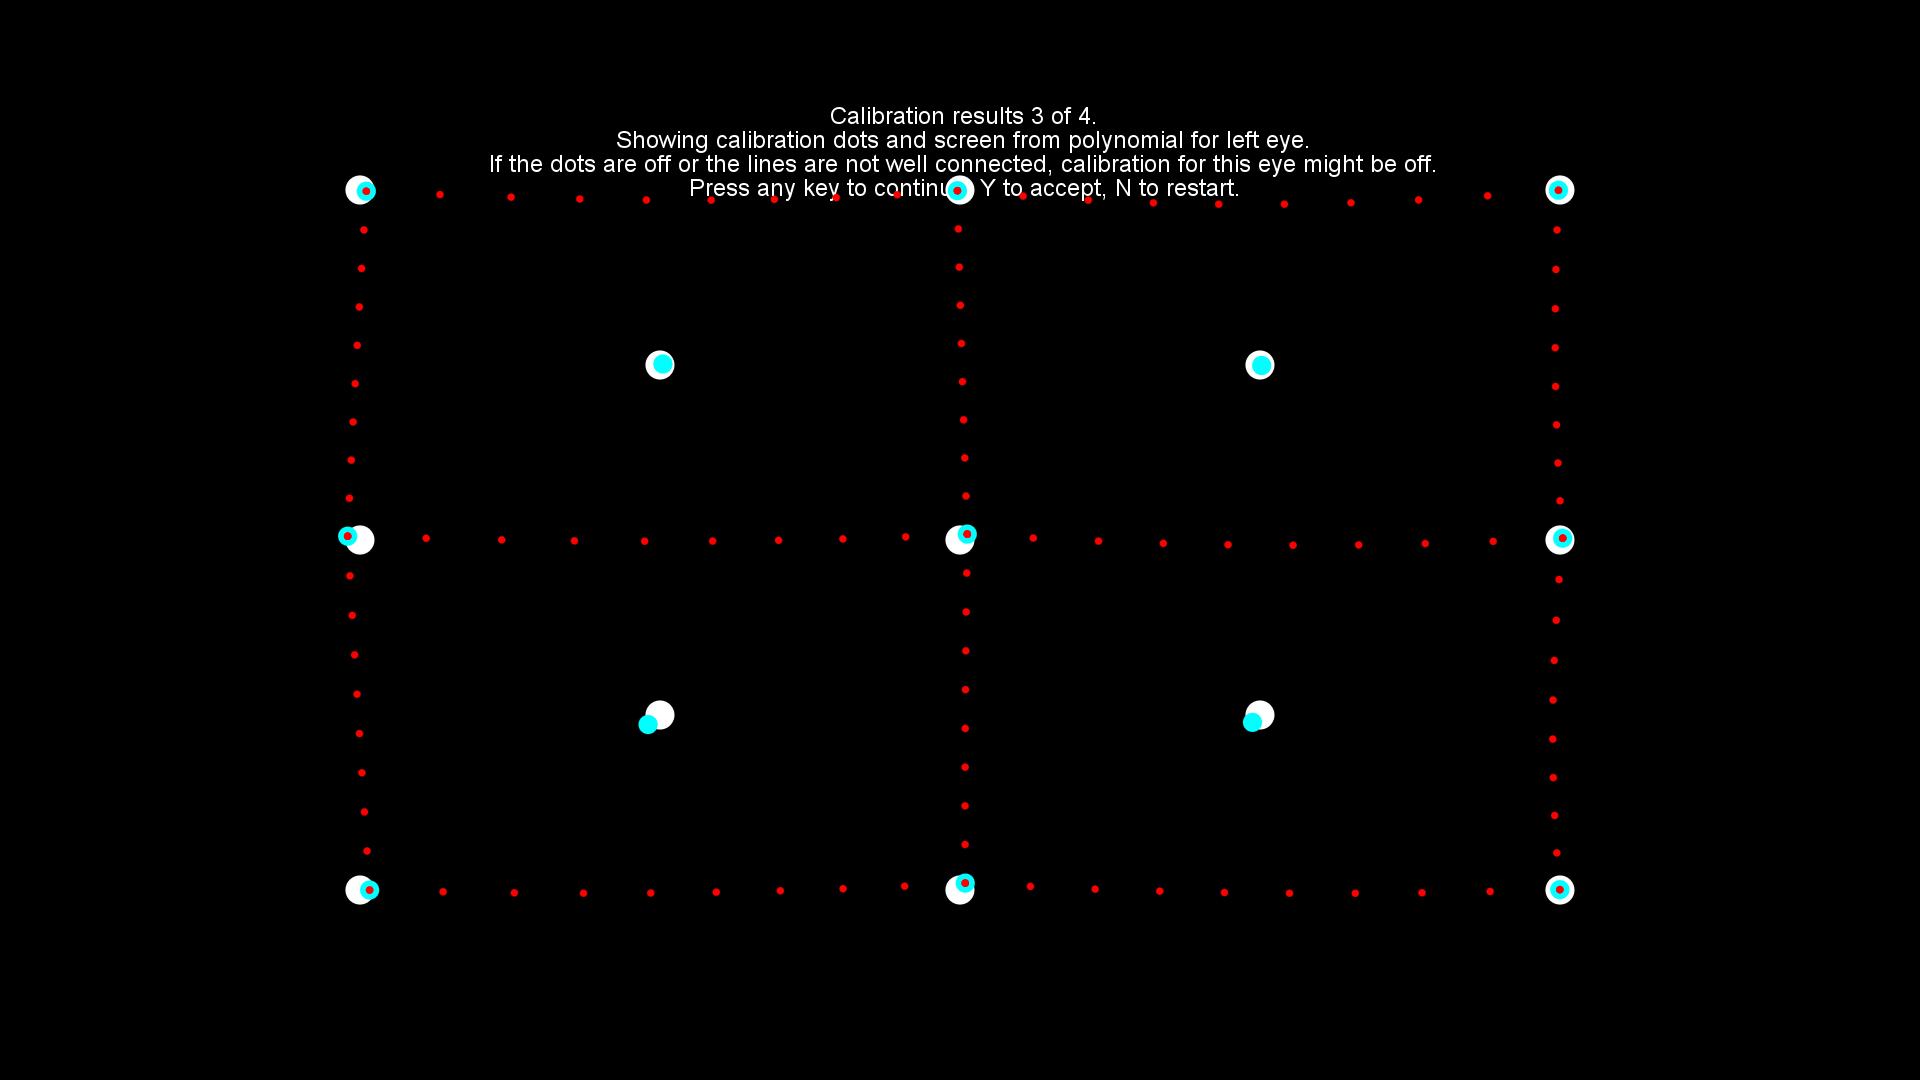 Calibration results 3 of 4.
Showing calibration dots and screen from polynomial for left eye.
If the dots are off or the lines are not well connected, calibration for this eye might be off.
Press any key to continu Y to accept, N to restart.